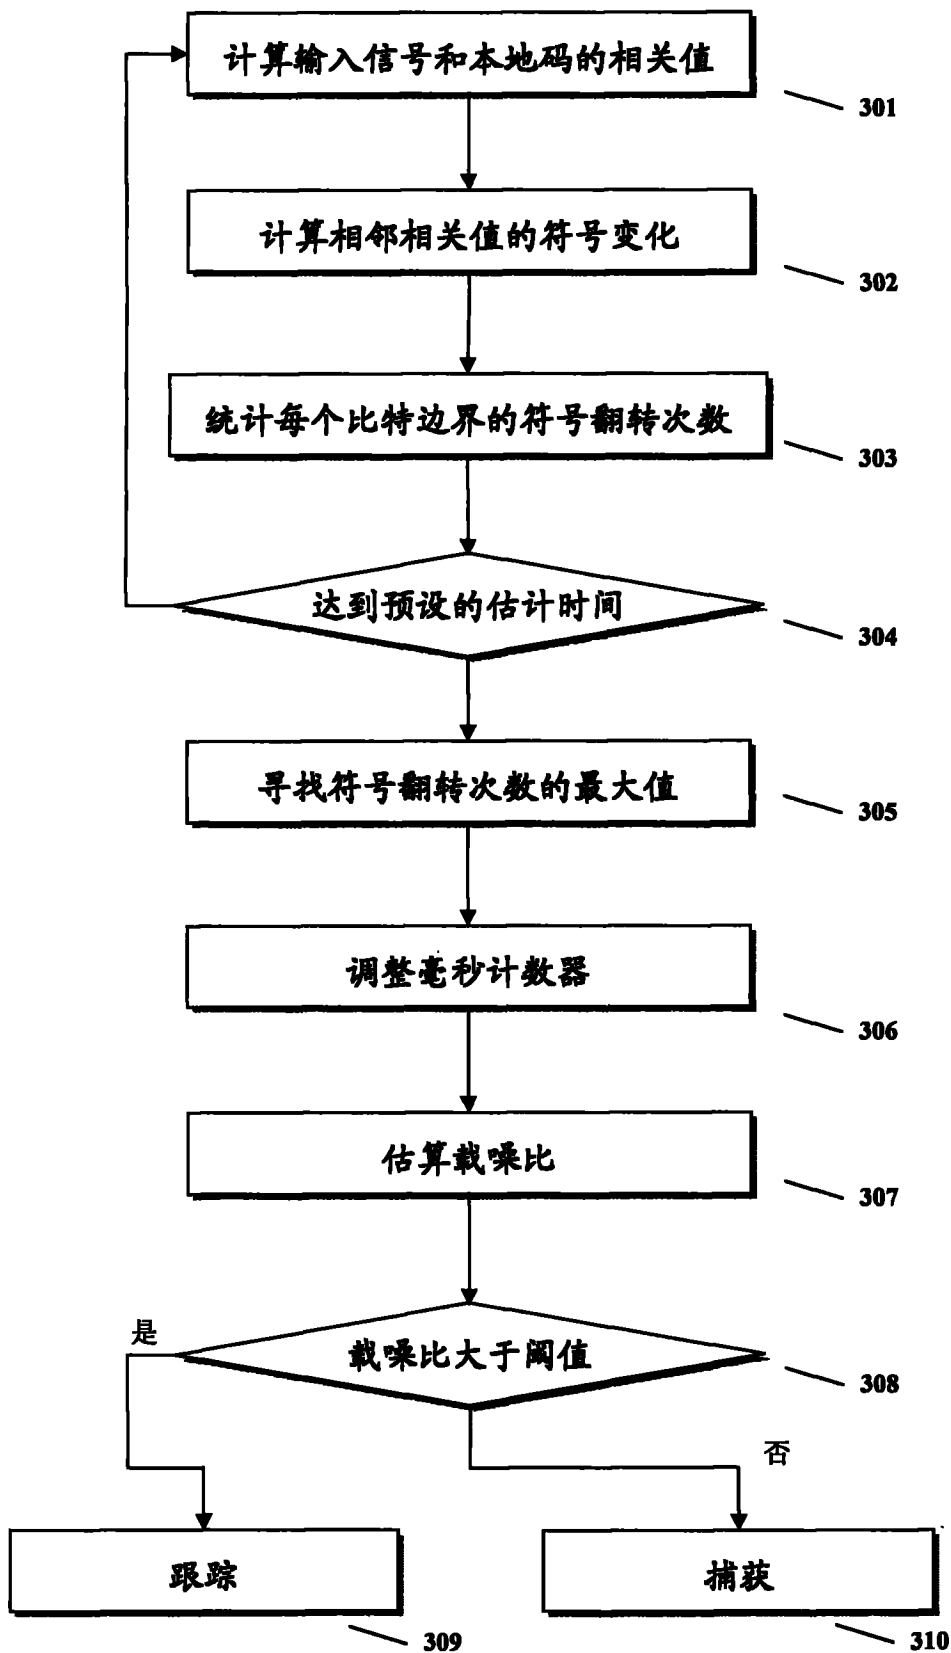 计算输入信号和本地码的相关值
301
计算相邻相关值的符号变化
302
统计每个比特边界的符号翻转次数
303
达到预设的估计时间
304
寻找符号翻转次数的最大值
305
调整毫秒计数器
306
估算载噪比
307
是
载噪比大于阈值
308
否
跟踪
309
捕获
310